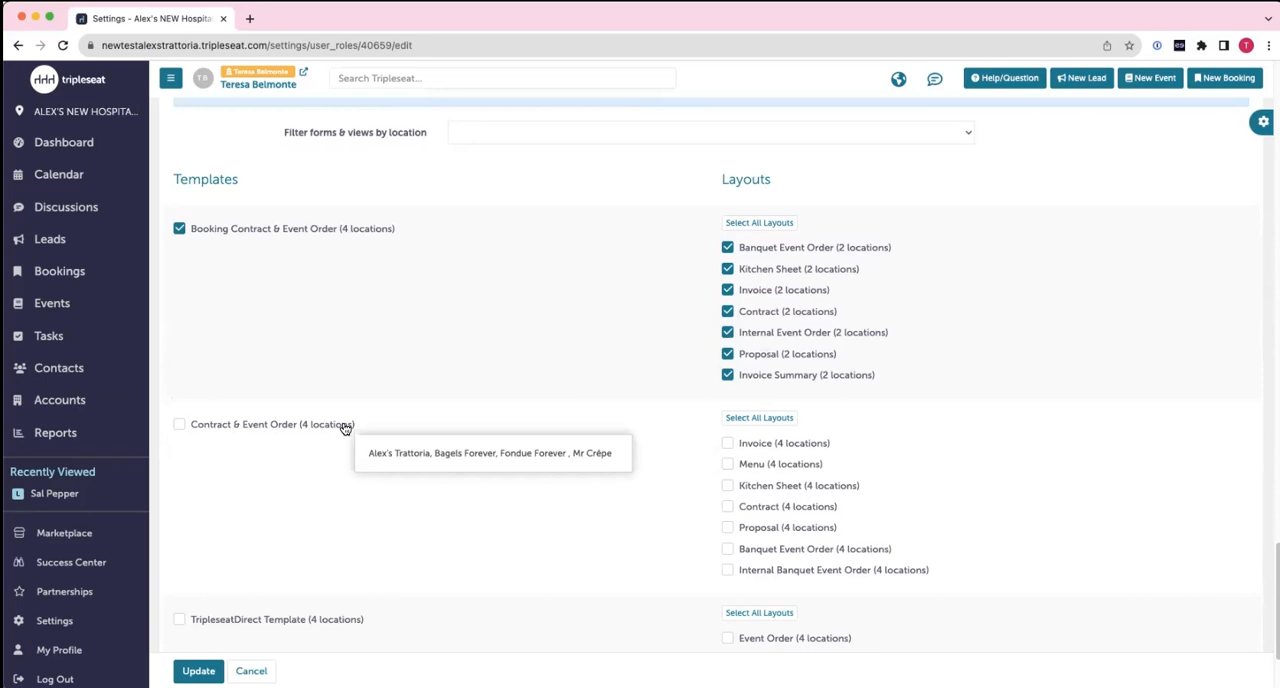 Settings - Alex's NEW Hospita
newtestalexstrattoria.tripleseat.com/settings/user_roles/40659/edit
T
tripleseat
TB
Teresa Belmonte
Teresa Belmonte
Search Tripleseat...
Help/Question
New Lead
New Event
New Booking
ALEX'S NEW HOSPITA...
Dashboard
Calendar
Discussions
Leads
Bookings
Events
Tasks
Contacts
Accounts
Reports
Recently Viewed
L Sal Pepper
Marketplace
Success Center
Partnerships
Settings
My Profile
Log Out
Filter forms & views by location
Templates
Layouts
Booking Contract & Event Order (4 locations)
Select All Layouts
Banquet Event Order (2 locations)
Kitchen Sheet (2 locations)
Invoice (2 locations)
Contract (2 locations)
Internal Event Order (2 locations)
Proposal (2 locations)
Invoice Summary (2 locations)
Contract & Event Order (4 locations)
Alex's Trattoria, Bagels Forever, Fondue Forever , Mr Crêpe
Select All Layouts
Invoice (4 locations)
Menu (4 locations)
Kitchen Sheet (4 locations)
Contract (4 locations)
Proposal (4 locations)
Banquet Event Order (4 locations)
Internal Banquet Event Order (4 locations)
TripleseatDirect Template (4 locations)
Select All Layouts
Event Order (4 locations)
Update
Cancel